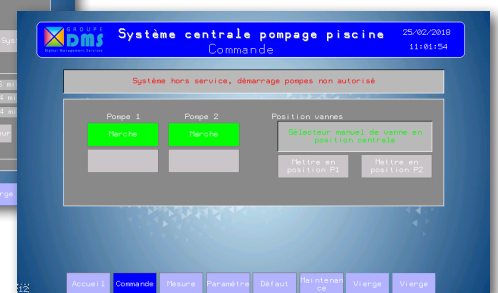 GROUPE
DMS
Digital Management Services
Système centrale pompage piscine
Commande
25/02/2018
11:01:54
Système hors service, démarrage pompes non autorisé
Pompe 1
Pompe 2
Position vannes
Marche
Marche
Sélecteur manuel de vanne en
position centrale
Mettre en
position P1
Mettre en
position P2
Accueil
Commande
Mesure
Paramètre
Défaut
Maintenan
ce
Vierge
Vierge